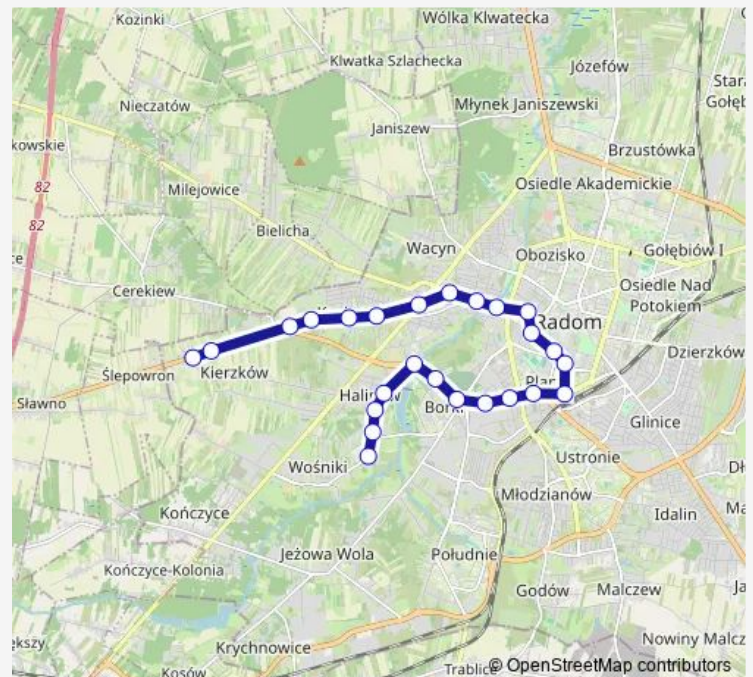 Kozinki
Wólka Klwatecka
Klwatka Szlachecka
Józefów
Stara
Gołęb
Nieczatów
Młynek Janiszewski
Janiszew
kowskie
Brzustówka
82
Milejowice
Osiedle Akademickie
82
Bielicha
Wacyn
Obozisko
Gołębiów I
Cerekiew
Osiedle Nad
Potokiem
Radom
Dzierzków
Ślepowron
Kierzków
Sławno
Glinice
Ustronie
Wośniki
Młodzianów
Kończyce
Idalin
Jeżowa Wola
Południe
Kończyce-Kolonia
Godów
Malczew
Krychnowice
Nowiny Malcz
Kosów
Trablice
© OpenStreetMap contributors